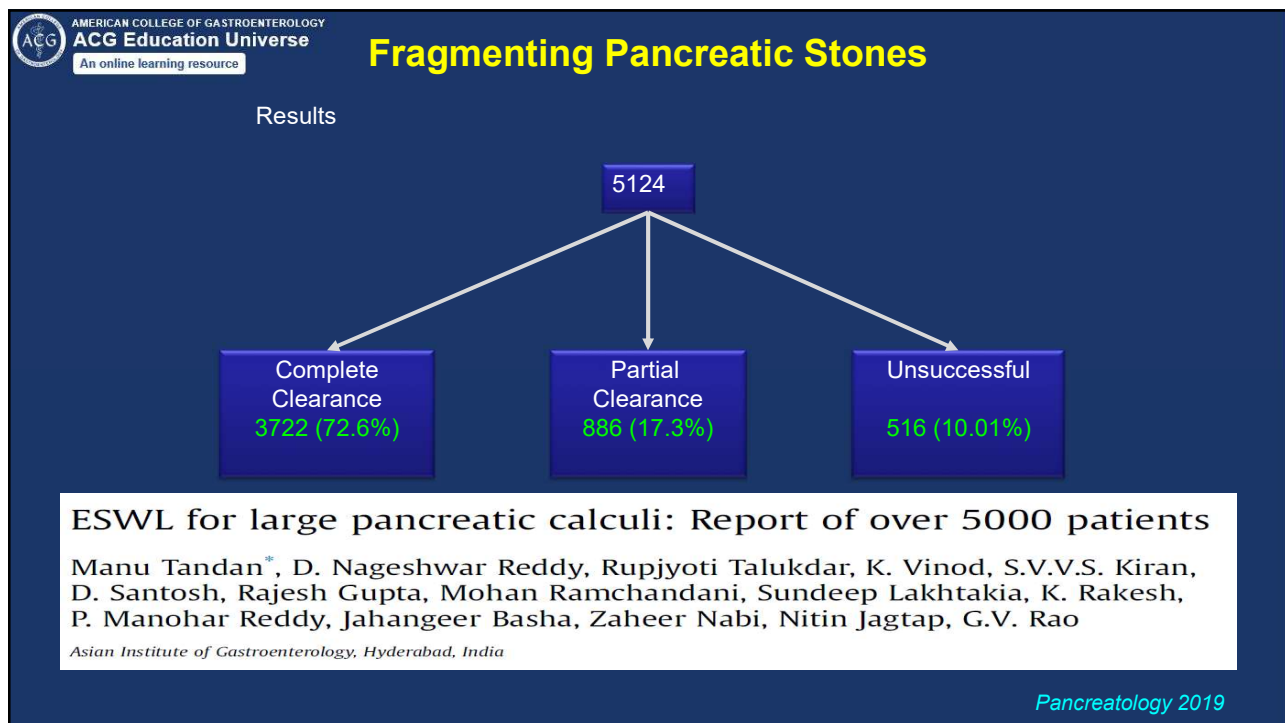 AMERICAN COLLEGE OF GASTROENTEROLOGY
ACG
ACG Education Universe
An online learning resource
Fragmenting Pancreatic Stones
Results
5124
Complete
Clearance
3722 (72.6%)
Partial
Clearance
886 (17.3%)
Unsuccessful
516 (10.01%)
ESWL for large pancreatic calculi: Report of over 5000 patients
Manu Tandan*, D. Nageshwar Reddy, Rupjyoti Talukdar, K. Vinod, S.V.V.S. Kiran,
D. Santosh, Rajesh Gupta, Mohan Ramchandani, Sundeep Lakhtakia, K. Rakesh,
P. Manohar Reddy, Jahangeer Basha, Zaheer Nabi, Nitin Jagtap, G.V. Rao
Asian Institute of Gastroenterology, Hyderabad, India
Pancreatology 2019